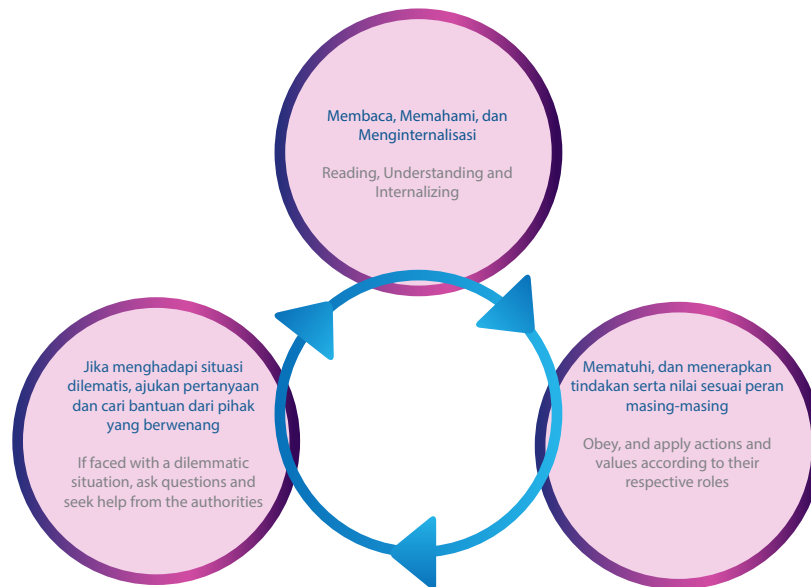 Membaca, Memahami, dan
Menginternalisasi
Reading, Understanding and
Internalizing
Jika menghadapi situasi
dilematis, ajukan pertanyaan
dan cari bantuan dari pihak
yang berwenang
If faced with a dilemmatic
situation, ask questions and
seek help from the authorities
Mematuhi, dan menerapkan
tindakan serta nilai sesuai peran
masing-masing
Obey, and apply actions and
values according to their
respective roles